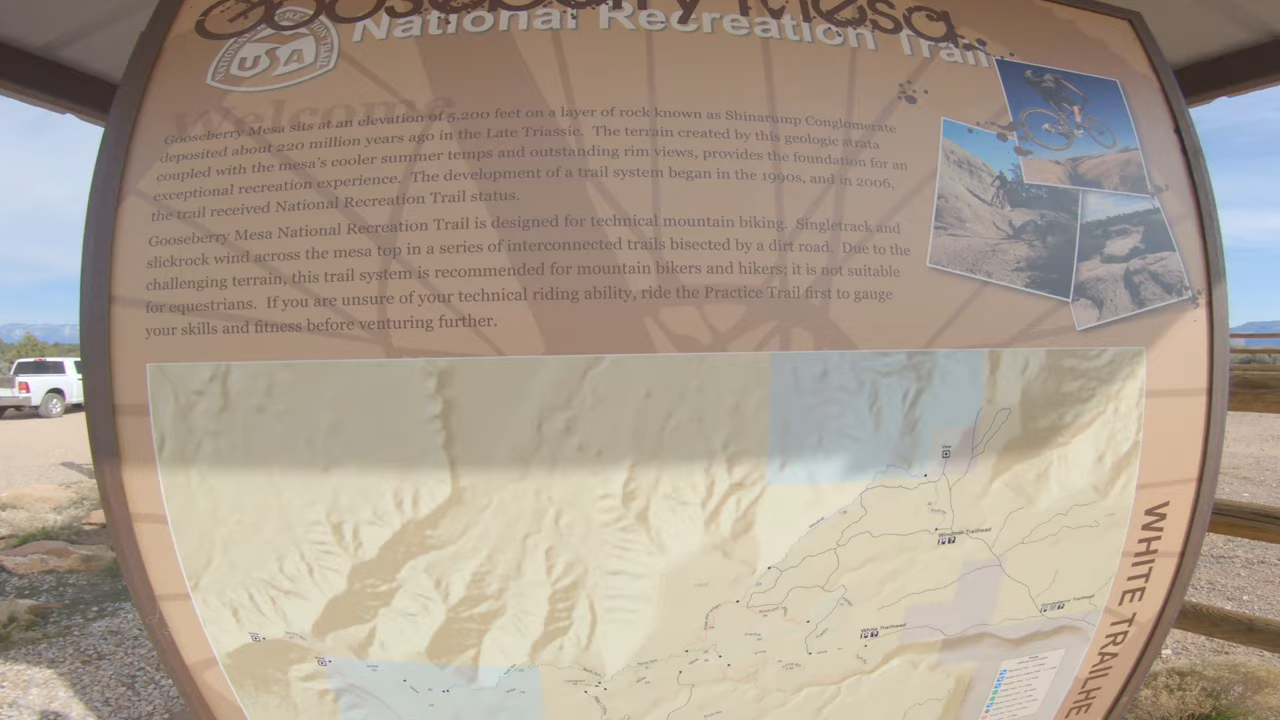 Gooseberry Mesa
National Recreation Trail
NATIONAL RECREATION TRAIL
USA
Welcome
Gooseberry Mesa sits at an elevation of 5,200 feet on a layer of rock known as Shinarump Conglomerate
deposited about 220 million years ago in the Late Triassic. The terrain created by this geologic strata
coupled with the mesa's cooler summer temps and outstanding rim views, provides the foundation for an
exceptional recreation experience. The development of a trail system began in the 1990s, and in 2006,
the trail received National Recreation Trail status.
Gooseberry Mesa National Recreation Trail is designed for technical mountain biking. Singletrack and
slickrock wind across the mesa top in a series of interconnected trails bisected by a dirt road. Due to the
challenging terrain, this trail system is recommended for mountain bikers and hikers; it is not suitable
for equestrians. If you are unsure of your technical riding ability, ride the Practice Trail first to gauge
your skills and fitness before venturing further.
View
Windmill Trailhead
White Trailhead
WHITE TRAILHE